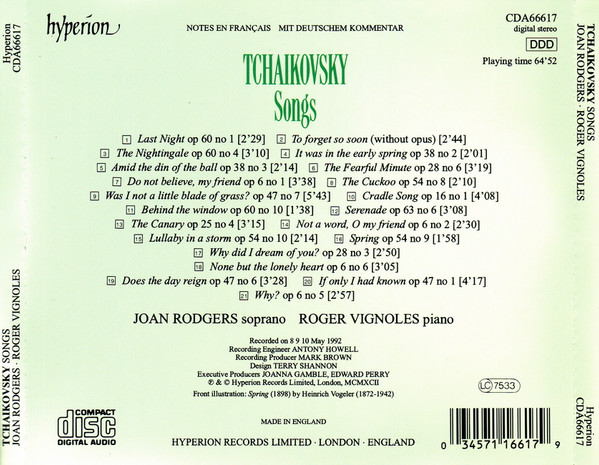 Hyperion
CDA66617
hyperion
NOTES EN FRANÇAIS   MIT DEUTSCHEM KOMMENTAR
CDA66617
digital stereo
DDD
Playing time 64'52
TCHAIKOVSKY
Songs
1 Last Night op 60 no 1 [2'29]   2 To forget so soon (without opus) [2'44]
3 The Nightingale op 60 no 4 [3'10]   4 It was in the early spring op 38 no 2 [2'01]
5 Amid the din of the ball op 38 no 3 [2'14]   6 The Fearful Minute op 28 no 6 [3'19]
7 Do not believe, my friend op 6 no 1 [3'38]   8 The Cuckoo op 54 no 8 [2'10]
9 Was I not a little blade of grass? op 47 no 7 [5'43]   10 Cradle Song op 16 no 1 [4'08]
11 Behind the window op 60 no 10 [1'38]   12 Serenade op 63 no 6 [3'08]
13 The Canary op 25 no 4 [3'15]   14 Not a word, O my friend op 6 no 2 [2'30]
15 Lullaby in a storm op 54 no 10 [2'14]   16 Spring op 54 no 9 [1'58]
17 Why did I dream of you? op 28 no 3 [2'50]
18 None but the lonely heart op 6 no 6 [3'05]
19 Does the day reign op 47 no 6 [3'28]   20 If only I had known op 47 no 1 [4'17]
21 Why? op 6 no 5 [2'57]
JOAN RODGERS soprano   ROGER VIGNOLES piano
Recorded on 8 9 10 May 1992
Recording Engineer ANTONY HOWELL
Recording Producer MARK BROWN
Design TERRY SHANNON
Executive Producers JOANNA GAMBLE, EDWARD PERRY
℗ & © Hyperion Records Limited, London, MCMXCII
Front illustration: Spring (1898) by Heinrich Vogeler (1872-1942)
LC 7533
COMPACT
disc
DIGITAL AUDIO
MADE IN ENGLAND
HYPERION RECORDS LIMITED · LONDON · ENGLAND
0 34571 16617 9
TCHAIKOVSKY SONGS
JOAN RODGERS · ROGER VIGNOLES
TCHAIKOVSKY SONGS
JOAN RODGERS · ROGER VIGNOLES
Hyperion
CDA66617